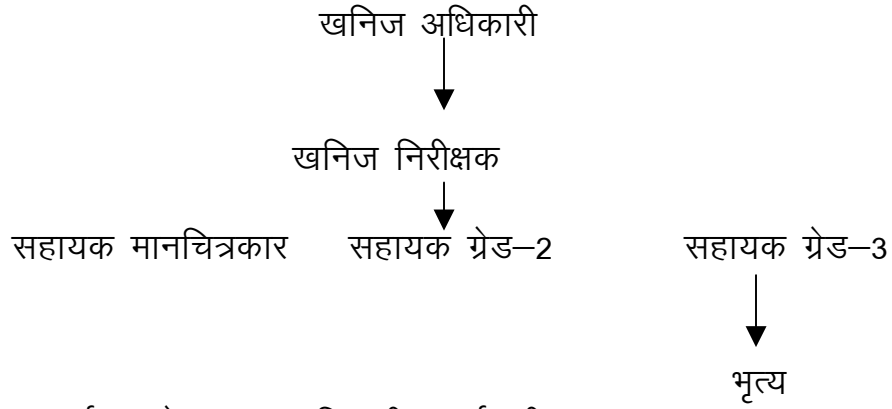 खनिज अधिकारी
खनिज निरीक्षक
सहायक मानचित्रकार सहायक ग्रेड–2 सहायक ग्रेड–3
भृत्य